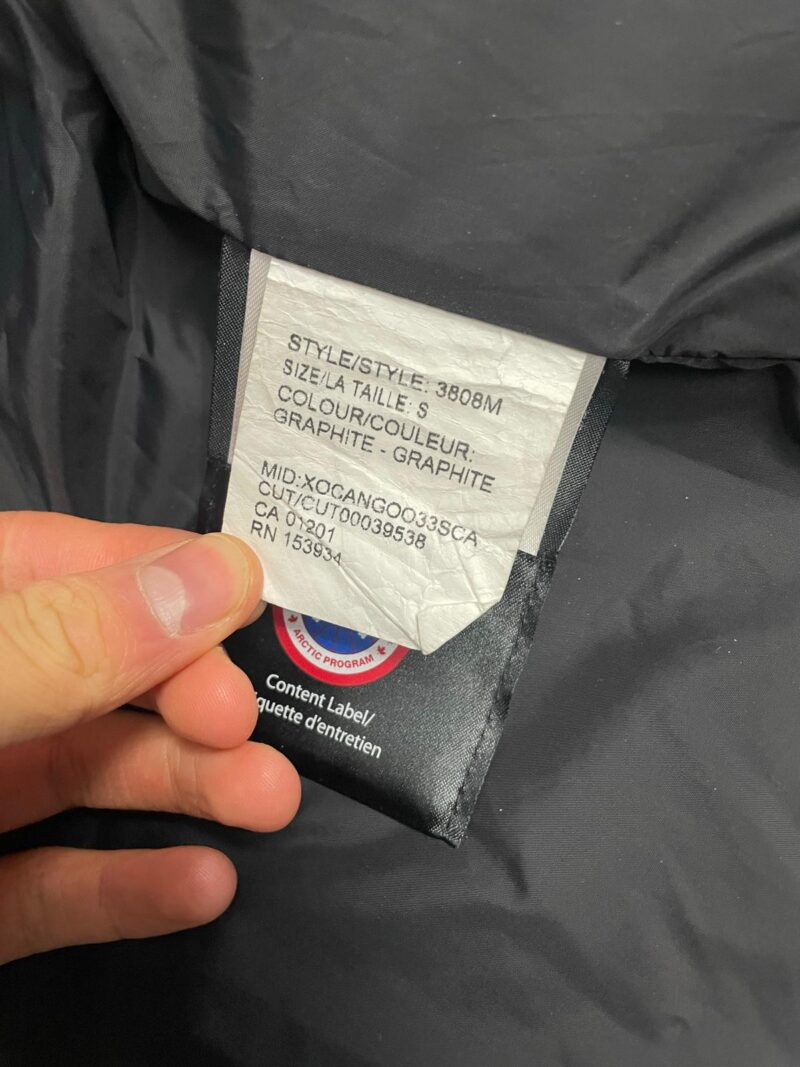 STYLE/STYLE: 3808M
SIZE/LA TAILLE: S
COLOUR/COULEUR:
GRAPHITE - GRAPHITE
MID:XOCANGOO33SCA
CUT/CUT00039538
CA 01201
RN 153934
ARCTIC PROGRAM
Content Label/
iquette d'entretien